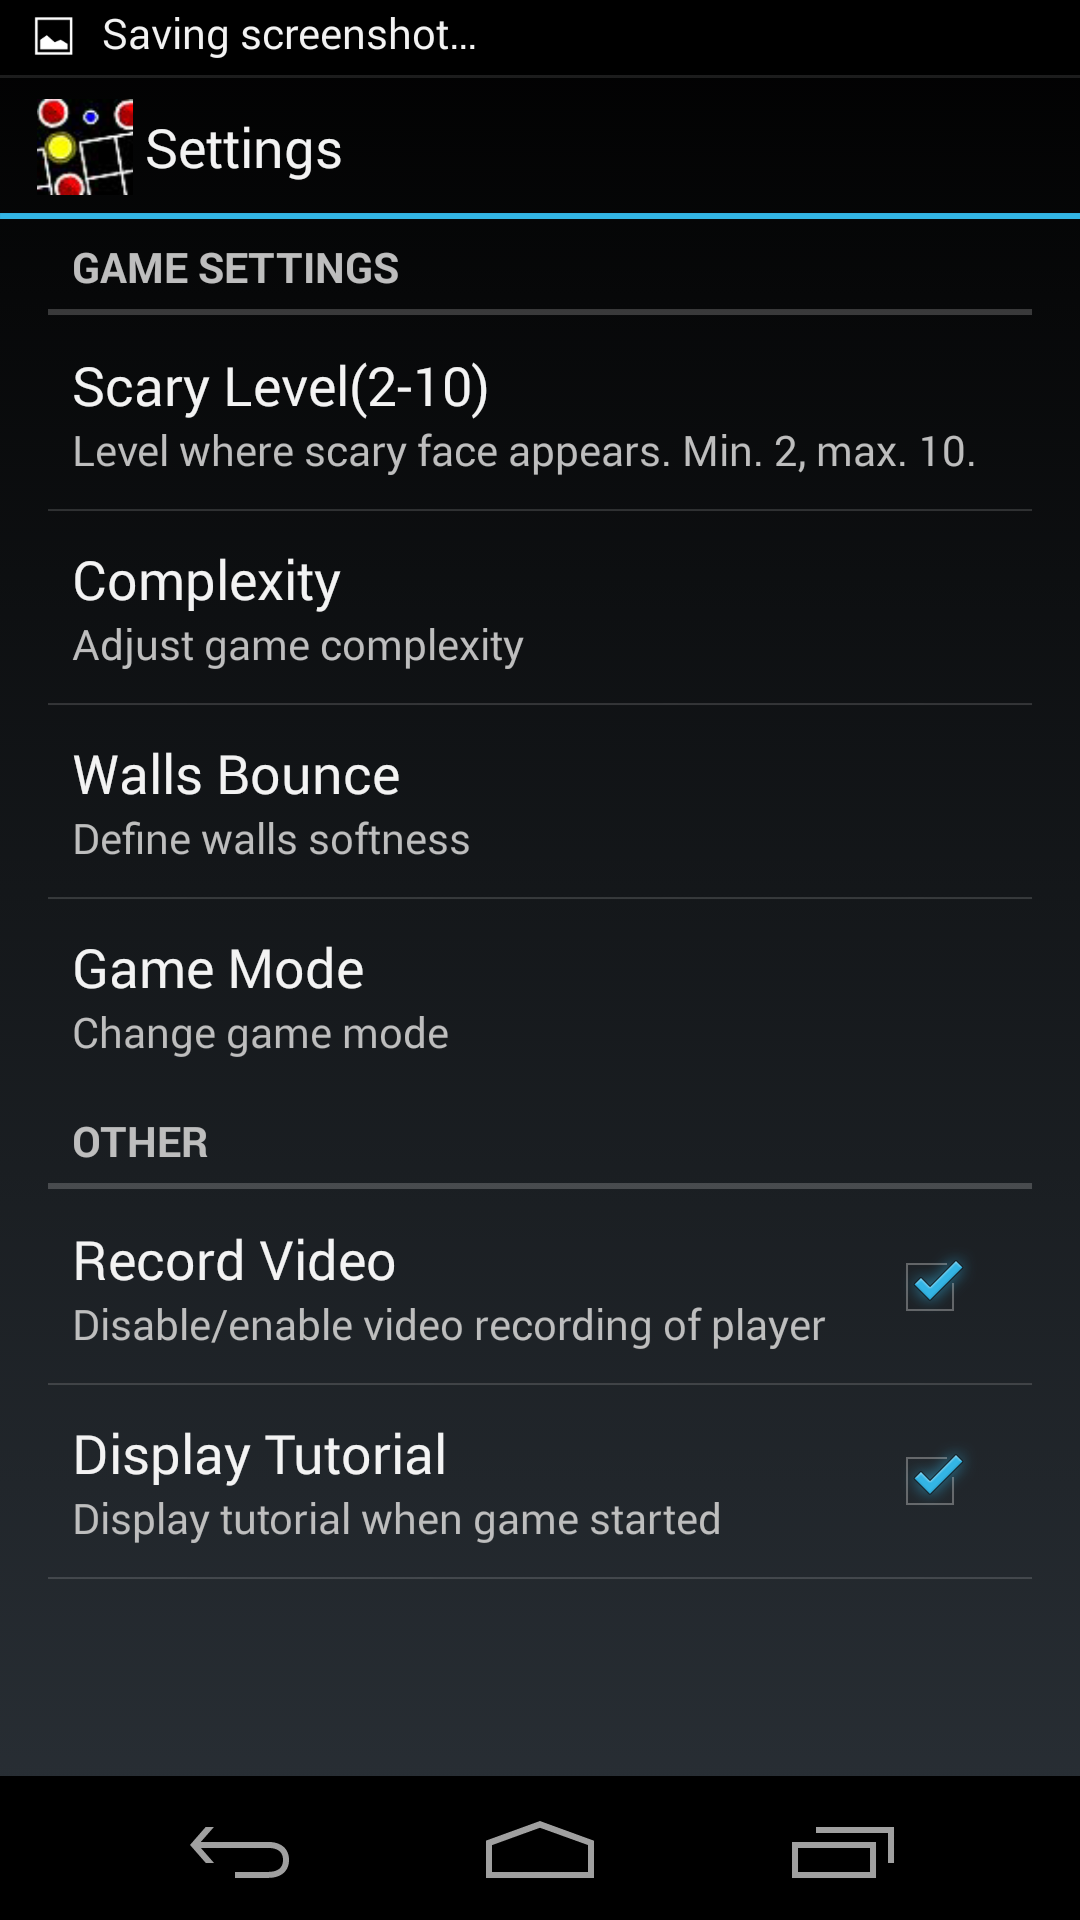 Saving screenshot...
Settings
GAME SETTINGS
Scary Level(2-10)
Level where scary face appears. Min. 2, max. 10.
Complexity
Adjust game complexity
Walls Bounce
Define walls softness
Game Mode
Change game mode
OTHER
Record Video
Disable/enable video recording of player
Display Tutorial
Display tutorial when game started